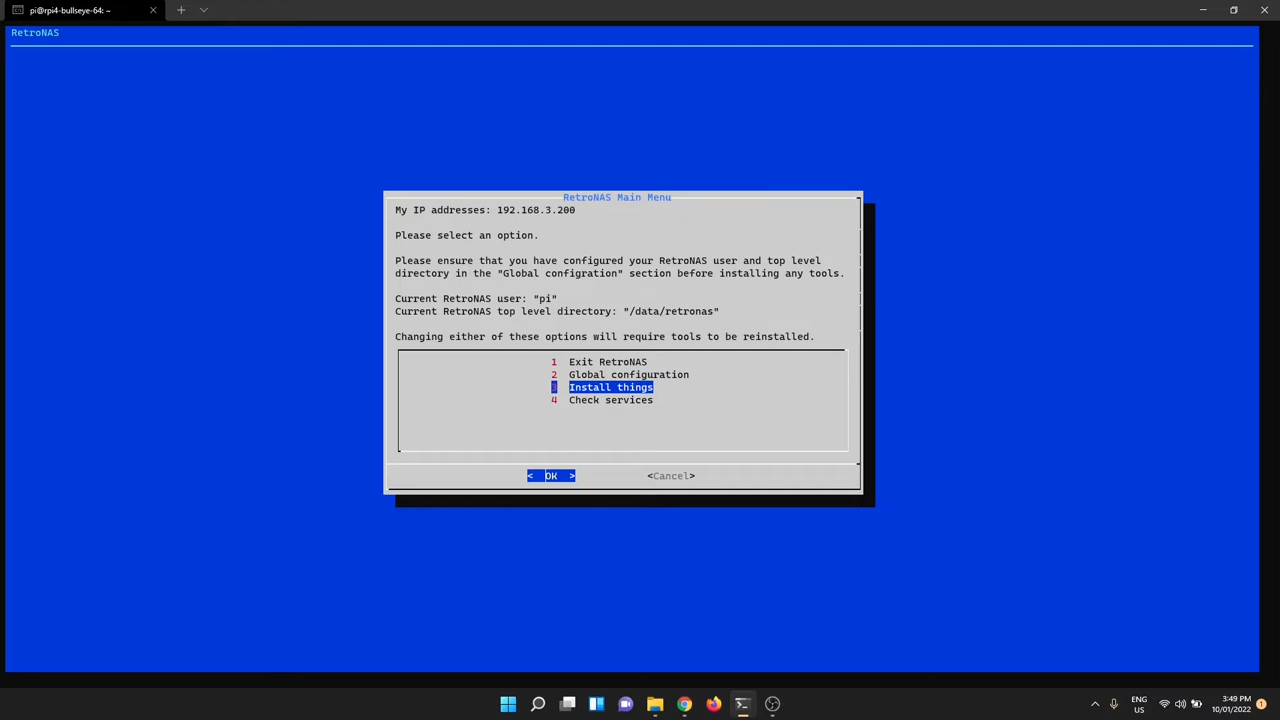 pi@rpi4-bullseye-64: ~
RetroNAS
RetroNAS Main Menu
My IP addresses: 192.168.3.200
Please select an option.
Please ensure that you have configured your RetroNAS user and top level
directory in the "Global configration" section before installing any tools.
Current RetroNAS user: "pi"
Current RetroNAS top level directory: "/data/retronas"
Changing either of these options will require tools to be reinstalled.
1 Exit RetroNAS
2 Global configuration
3 Install things
4 Check services
< OK > <Cancel>
ENG
US
3:49 PM
10/01/2022
1